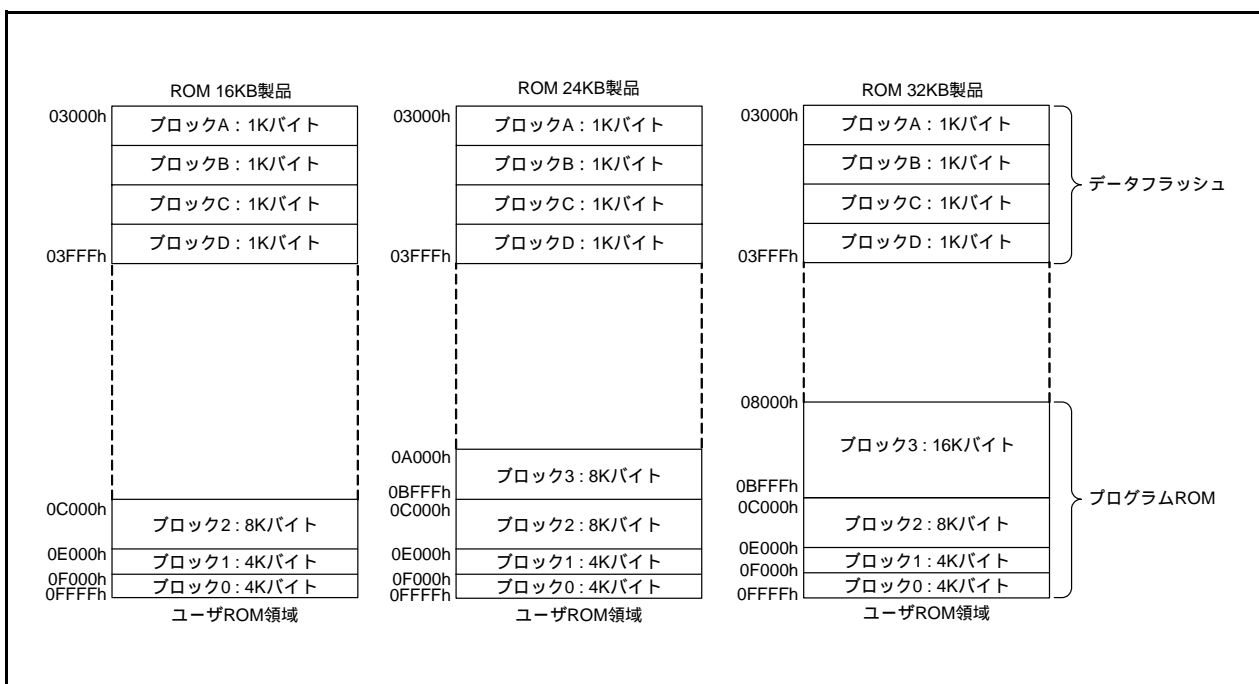 ROM 16KB製品
03000h
ブロックA : 1Kバイト
ブロックB : 1Kバイト
ブロックC : 1Kバイト
ブロックD : 1Kバイト
03FFFh
0C000h
ブロック2 : 8Kバイト
0E000h
ブロック1 : 4Kバイト
0F000h
ブロック0 : 4Kバイト
0FFFFh
ユーザROM領域
ROM 24KB製品
03000h
ブロックA : 1Kバイト
ブロックB : 1Kバイト
ブロックC : 1Kバイト
ブロックD : 1Kバイト
03FFFh
0A000h
ブロック3 : 8Kバイト
0BFFFh
0C000h
ブロック2 : 8Kバイト
0E000h
ブロック1 : 4Kバイト
0F000h
ブロック0 : 4Kバイト
0FFFFh
ユーザROM領域
ROM 32KB製品
03000h
ブロックA : 1Kバイト
ブロックB : 1Kバイト
ブロックC : 1Kバイト
ブロックD : 1Kバイト
03FFFh
データフラッシュ
08000h
ブロック3 : 16Kバイト
0BFFFh
0C000h
ブロック2 : 8Kバイト
0E000h
ブロック1 : 4Kバイト
0F000h
ブロック0 : 4Kバイト
0FFFFh
プログラムROM
ユーザROM領域